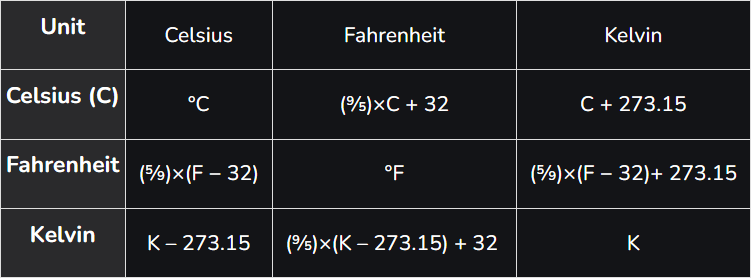 Unit Celsius Fahrenheit Kelvin
Celsius (C) °C (⁹⁄₅)×C + 32 C + 273.15
Fahrenheit (⁵⁄₉)×(F − 32) °F (⁵⁄₉)×(F − 32)+ 273.15
Kelvin K – 273.15 (⁹⁄₅)×(K – 273.15) + 32 K